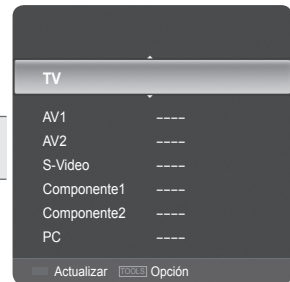 TV
AV1 ----
AV2 ----
S-Video ----
Componente1 ----
Componente2 ----
PC ----
Actualizar TOOLS Opción